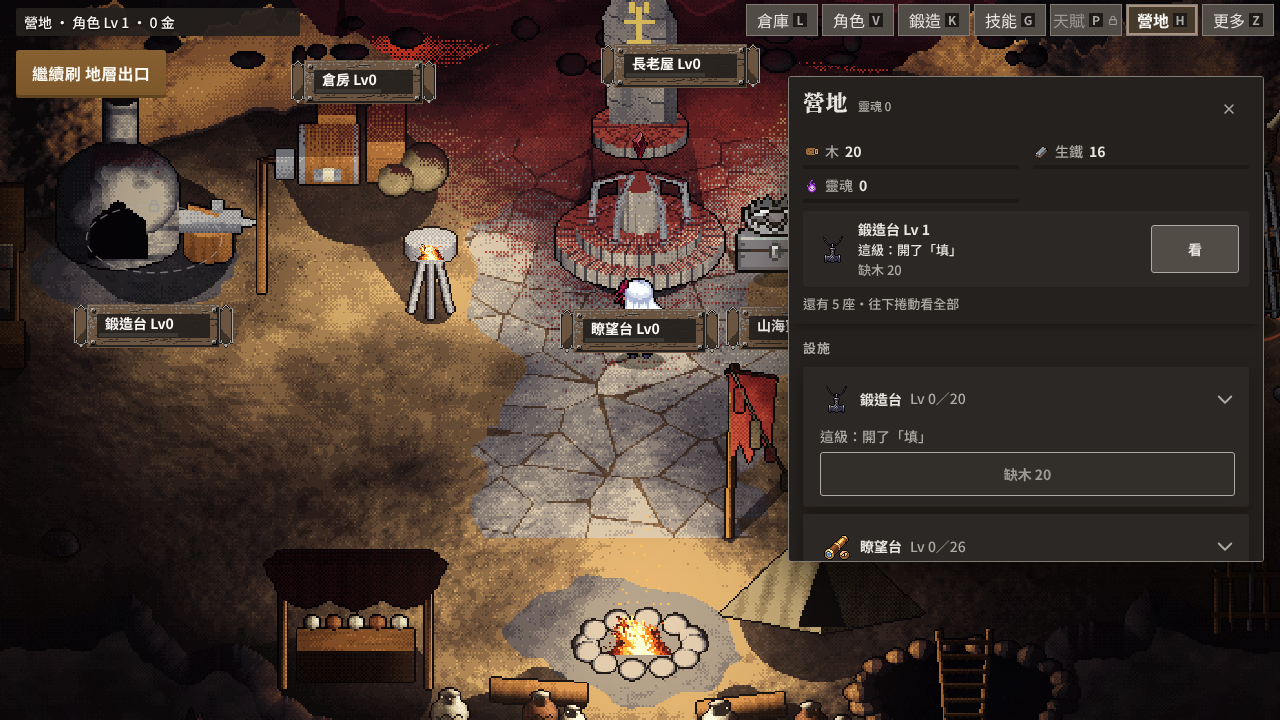 營地 · 角色 Lv 1 · 0 金
倉庫 L
角色 V
鍛造 K
技能 G
天賦 P
營地 H
更多 Z
繼續刷 地層出口
倉房 Lv0
長老屋 Lv0
鍛造台 Lv0
瞭望台 Lv0
山海
營地 靈魂 0
×
木 20
生鐵 16
靈魂 0
鍛造台 Lv 1
這級：開了「填」
缺木 20
看
還有 5 座・往下捲動看全部
設施
鍛造台 Lv 0／20
這級：開了「填」
缺木 20
瞭望台 Lv 0／26